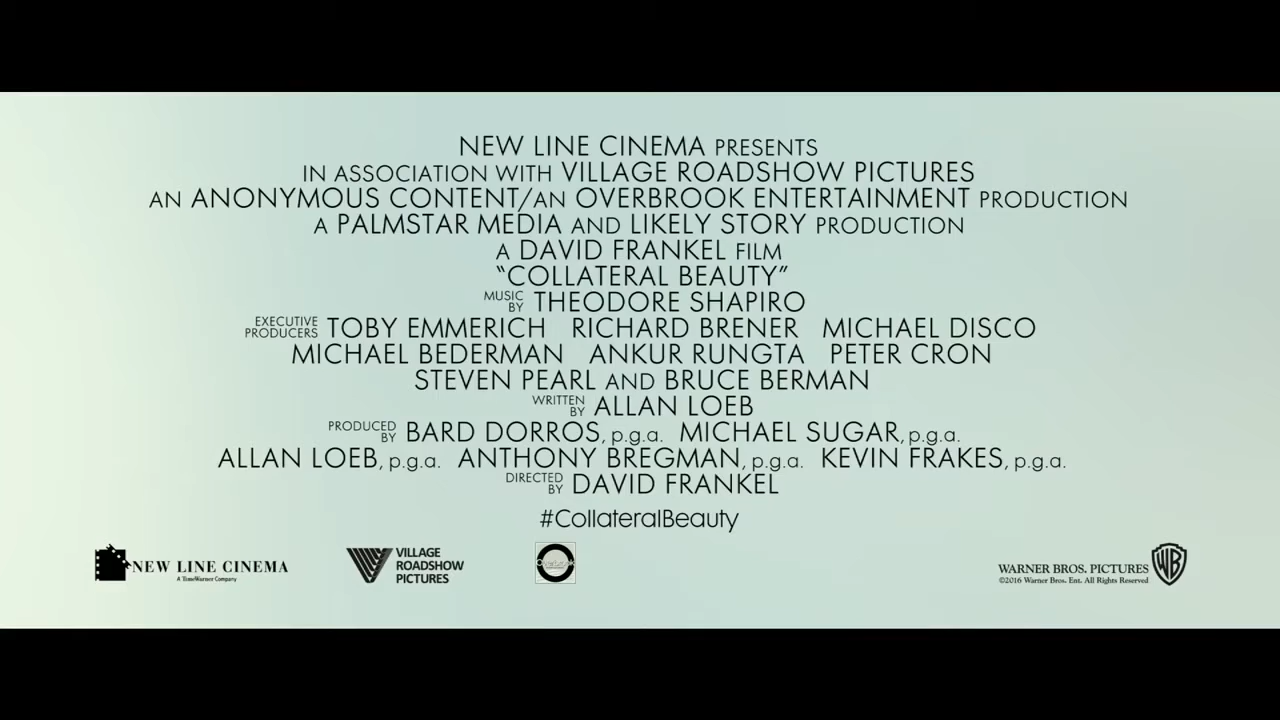 NEW LINE CINEMA PRESENTS
IN ASSOCIATION WITH VILLAGE ROADSHOW PICTURES
AN ANONYMOUS CONTENT/AN OVERBROOK ENTERTAINMENT PRODUCTION
A PALMSTAR MEDIA AND LIKELY STORY PRODUCTION
A DAVID FRANKEL FILM
“COLLATERAL BEAUTY”
MUSIC BY THEODORE SHAPIRO
EXECUTIVE PRODUCERS TOBY EMMERICH RICHARD BRENER MICHAEL DISCO
MICHAEL BEDERMAN ANKUR RUNGTA PETER CRON
STEVEN PEARL AND BRUCE BERMAN
WRITTEN BY ALLAN LOEB
PRODUCED BY BARD DORROS, p.g.a. MICHAEL SUGAR, p.g.a.
ALLAN LOEB, p.g.a. ANTHONY BREGMAN, p.g.a. KEVIN FRAKES, p.g.a.
DIRECTED BY DAVID FRANKEL
#CollateralBeauty
NEW LINE CINEMA
A TimeWarner Company
VILLAGE
ROADSHOW
PICTURES
WARNER BROS. PICTURES
©2016 Warner Bros. Ent. All Rights Reserved
WB